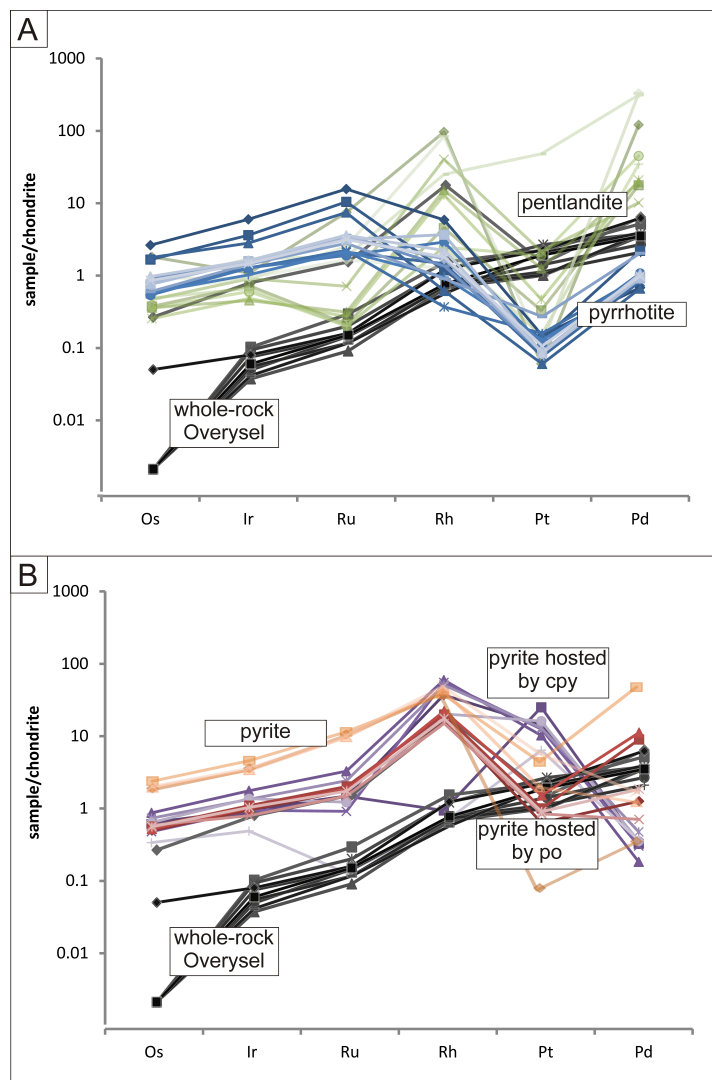 A
1000
100
10
1
0.1
0.01
sample/chondrite
pentlandite
pyrrhotite
whole-rock
Overysel
Os Ir Ru Rh Pt Pd
B
1000
100
10
1
0.1
0.01
sample/chondrite
pyrite hosted
by cpy
pyrite
pyrite hosted
by po
whole-rock
Overysel
Os Ir Ru Rh Pt Pd